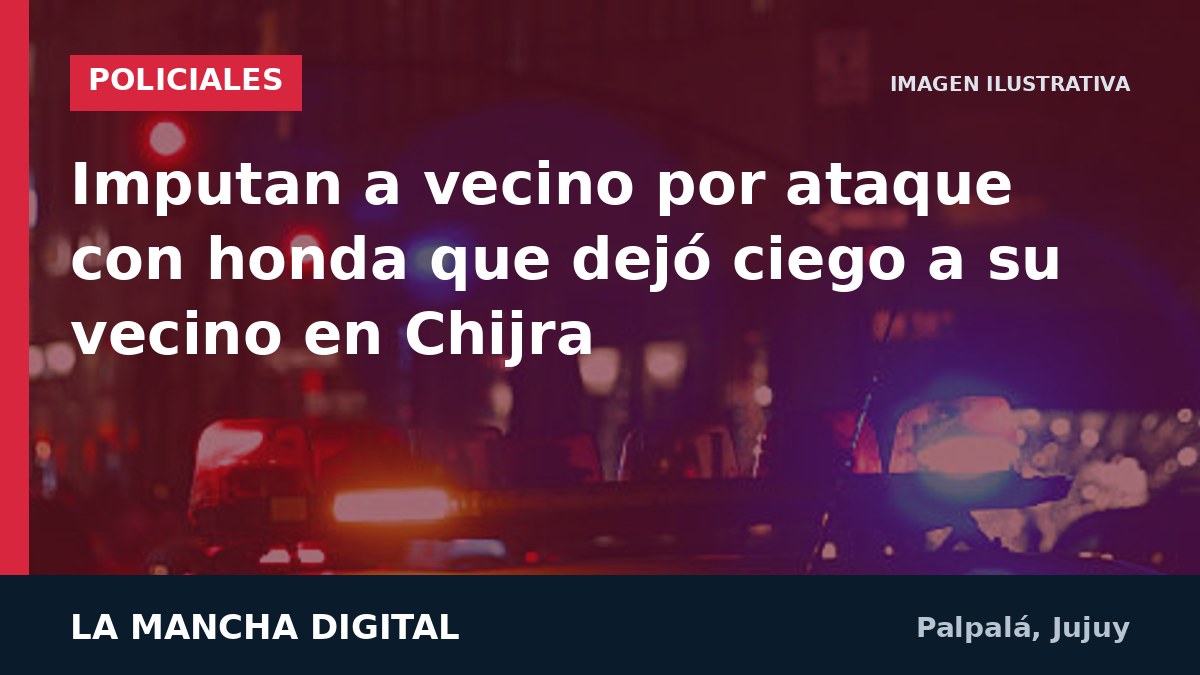 POLICIALES
IMAGEN ILUSTRATIVA
Imputan a vecino por ataque
con honda que dejó ciego a su
vecino en Chijra
LA MANCHA DIGITAL
Palpalá, Jujuy